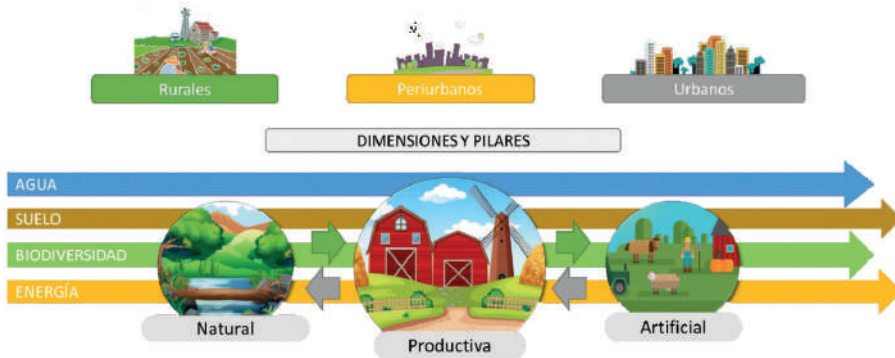 Rurales
Periurbanos
Urbanos
DIMENSIONES Y PILARES
AGUA
SUELO
BIODIVERSIDAD
ENERGÍA
Natural
Productiva
Artificial